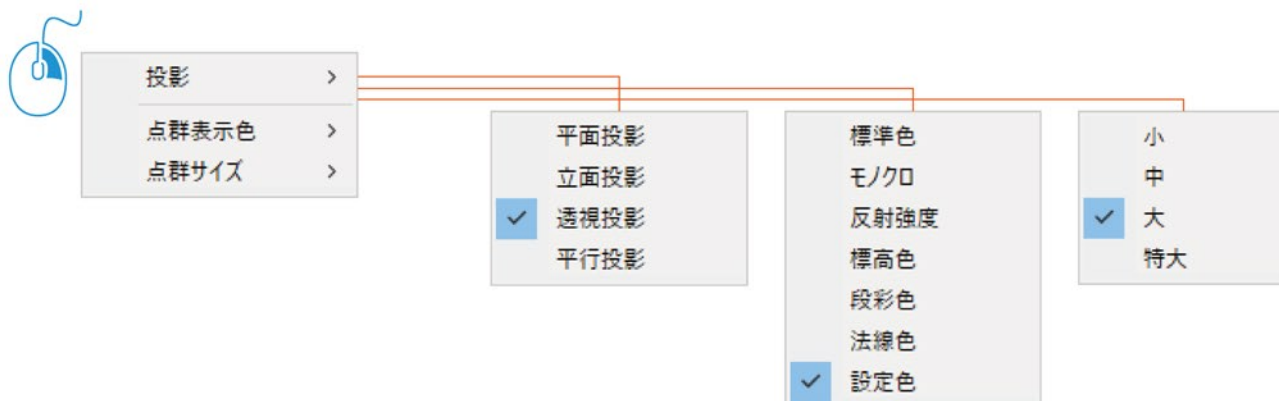 投影
点群表示色
点群サイズ
平面投影
立面投影
透視投影
平行投影
標準色
モノクロ
反射強度
標高色
段彩色
法線色
設定色
小
中
大
特大